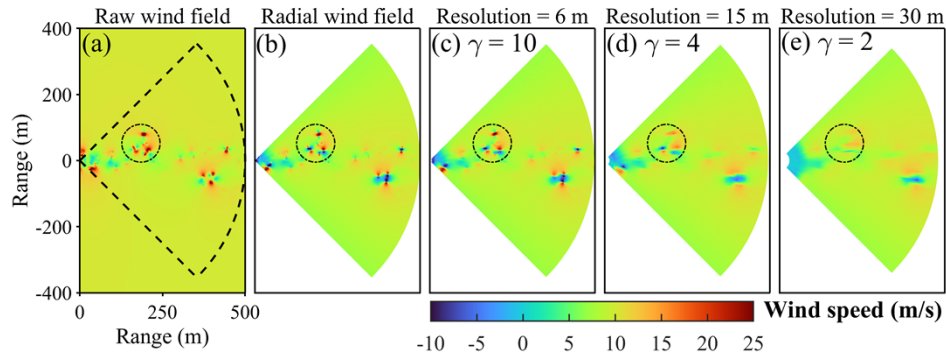 Raw wind field
Radial wind field
Resolution = 6 m
Resolution = 15 m
Resolution = 30 m
(a)
(b)
(c) γ = 10
(d) γ = 4
(e) γ = 2
Range (m)
400
200
0
-200
-400
0
500
Range (m)
Wind speed (m/s)
-10
-5
0
5
10
15
20
25